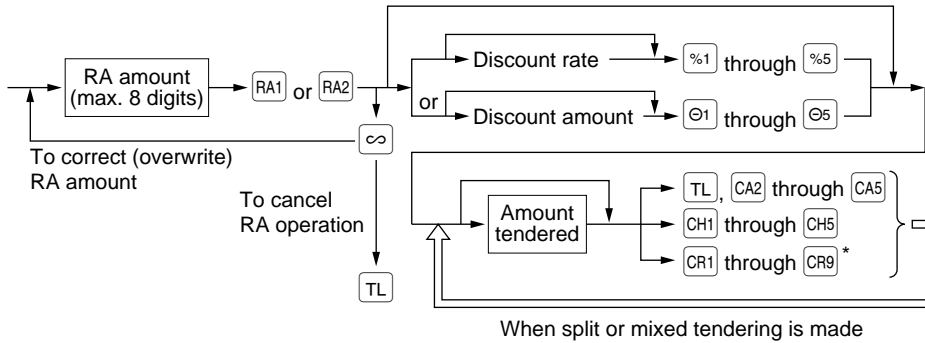 RA amount
(max. 8 digits)
RA1 or RA2
Discount rate
%1 through %5
or
Discount amount
⊖1 through ⊖5
∞
To correct (overwrite)
RA amount
To cancel
RA operation
TL
Amount
tendered
TL, CA2 through CA5
CH1 through CH5
CR1 through CR9 *
When split or mixed tendering is made